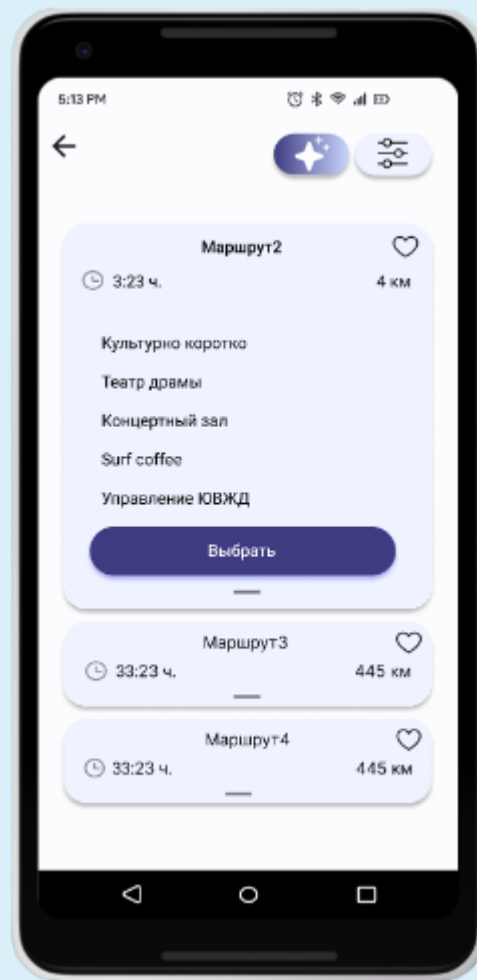 5:13 PM
Маршрут2
3:23 ч.
4 км
Культурно коротко
Театр драмы
Концертный зал
Surf coffee
Управление ЮВЖД
Выбрать
Маршрут3
33:23 ч.
445 км
Маршрут4
33:23 ч.
445 км